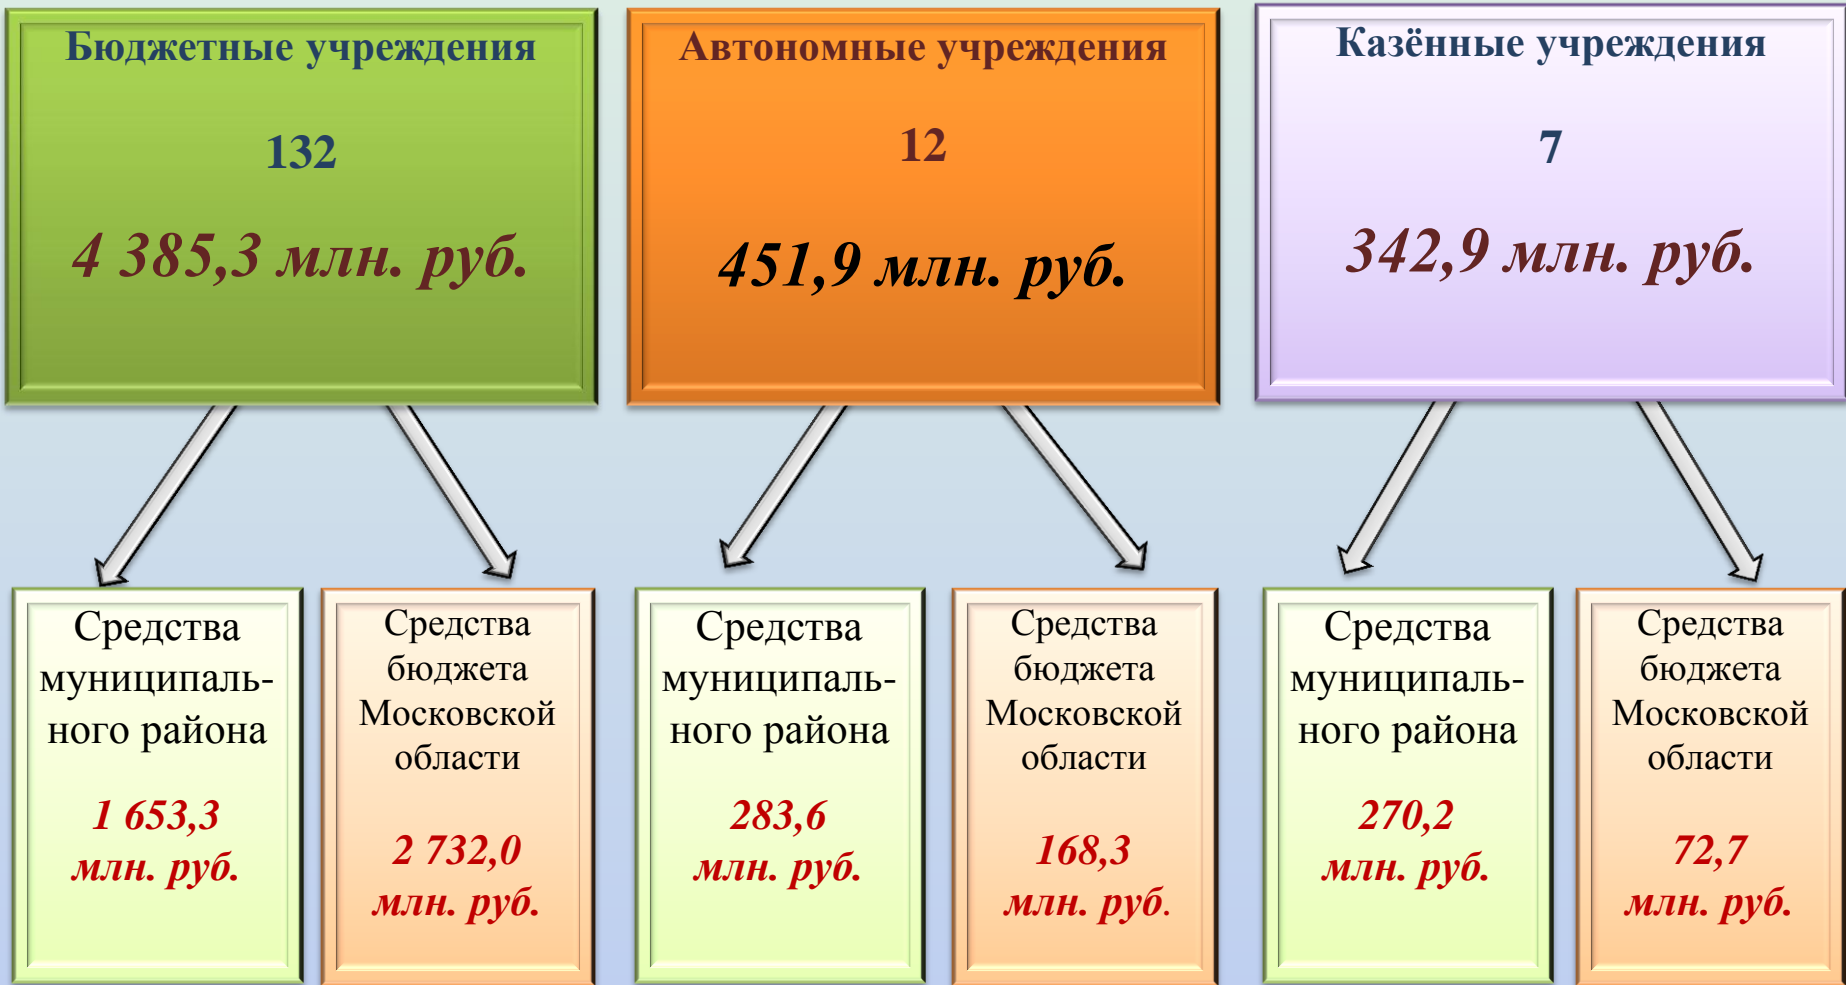 Бюджетные учреждения
132
4 385,3 млн. руб.
Автономные учреждения
12
451,9 млн. руб.
Казённые учреждения
7
342,9 млн. руб.
Средства
муниципаль-
ного района
1 653,3
млн. руб.
Средства
бюджета
Московской
области
2 732,0
млн. руб.
Средства
муниципаль-
ного района
283,6
млн. руб.
Средства
бюджета
Московской
области
168,3
млн. руб.
Средства
муниципаль-
ного района
270,2
млн. руб.
Средства
бюджета
Московской
области
72,7
млн. руб.